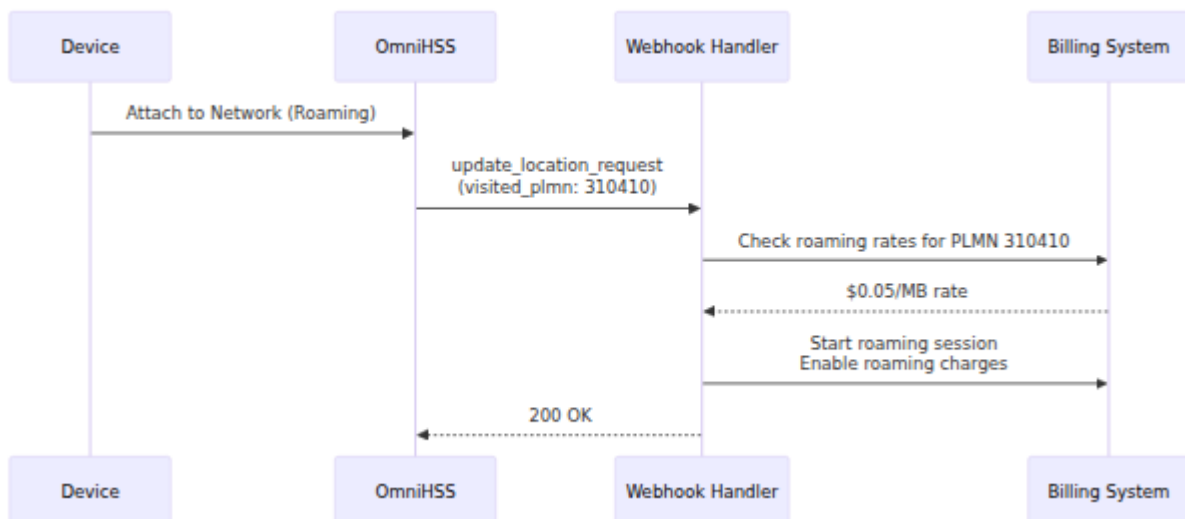 Device
OmniHSS
Webhook Handler
Billing System
Attach to Network (Roaming)
update_location_request
(visited_plmn: 310410)
Check roaming rates for PLMN 310410
$0.05/MB rate
Start roaming session
Enable roaming charges
200 OK
Device
OmniHSS
Webhook Handler
Billing System